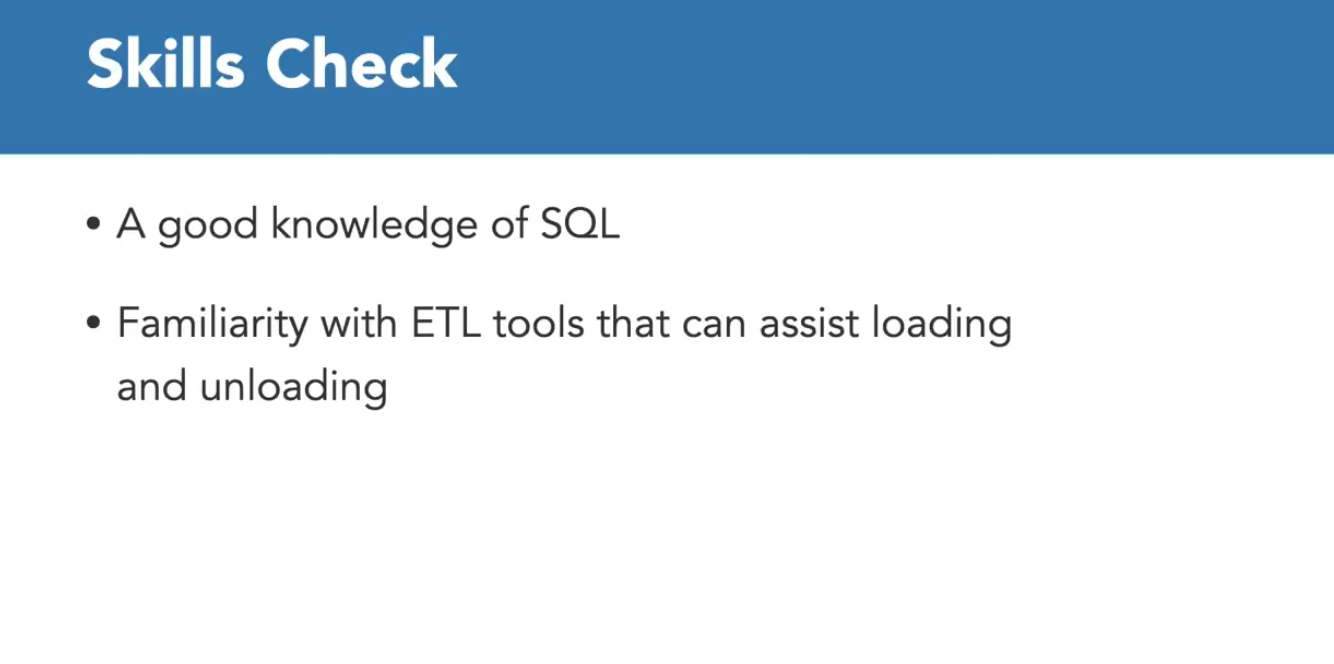 Skills Check
• A good knowledge of SQL
• Familiarity with ETL tools that can assist loading
and unloading